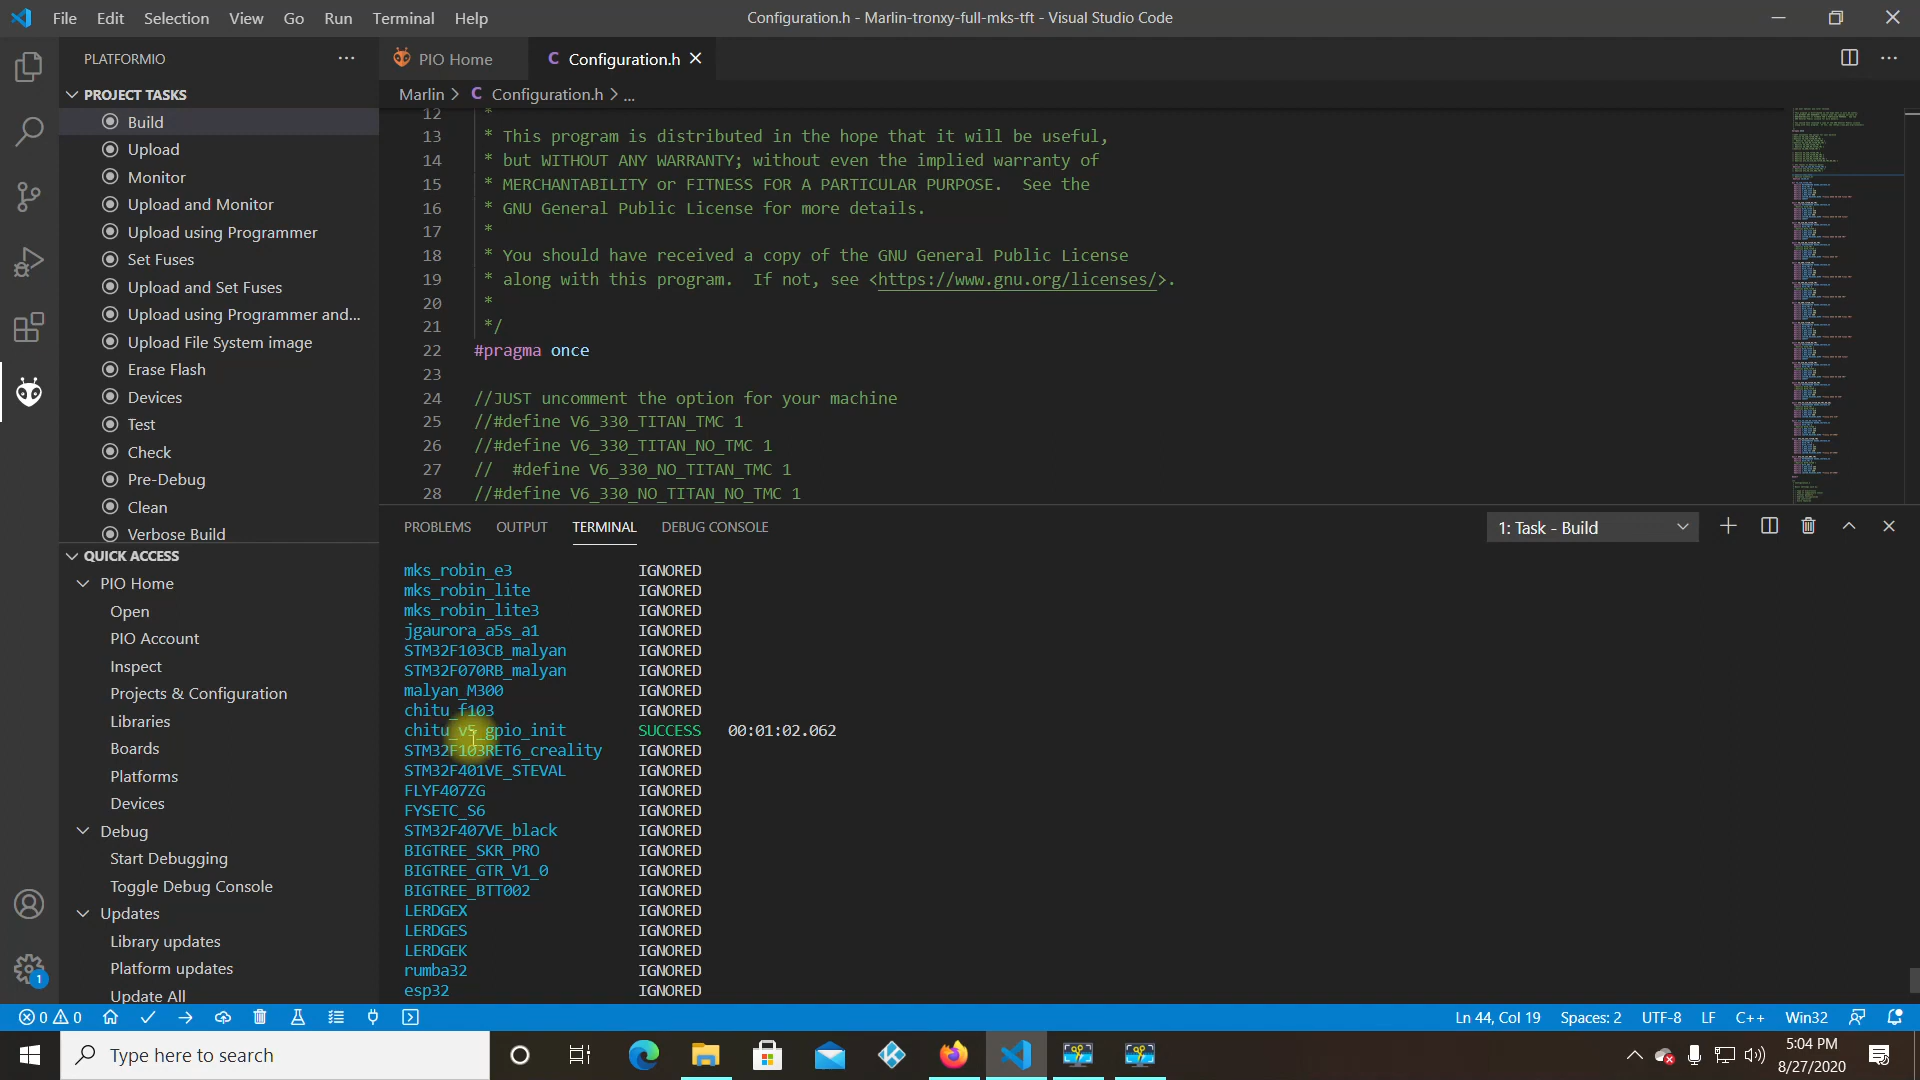 File Edit Selection View Go Run Terminal Help
Configuration.h - Marlin-tronxy-full-mks-tft - Visual Studio Code
PLATFORMIO
PROJECT TASKS
Build
Upload
Monitor
Upload and Monitor
Upload using Programmer
Set Fuses
Upload and Set Fuses
Upload using Programmer and...
Upload File System image
Erase Flash
Devices
Test
Check
Pre-Debug
Clean
Verbose Build
QUICK ACCESS
PIO Home
Open
PIO Account
Inspect
Projects & Configuration
Libraries
Boards
Platforms
Devices
Debug
Start Debugging
Toggle Debug Console
Updates
Library updates
Platform updates
Update All
PIO Home
C Configuration.h
Marlin > C Configuration.h > ...
12 *
13 * This program is distributed in the hope that it will be useful,
14 * but WITHOUT ANY WARRANTY; without even the implied warranty of
15 * MERCHANTABILITY or FITNESS FOR A PARTICULAR PURPOSE. See the
16 * GNU General Public License for more details.
17 *
18 * You should have received a copy of the GNU General Public License
19 * along with this program. If not, see <https://www.gnu.org/licenses/>.
20 *
21 */
22 #pragma once
23
24 //JUST uncomment the option for your machine
25 //#define V6_330_TITAN_TMC 1
26 //#define V6_330_TITAN_NO_TMC 1
27 // #define V6_330_NO_TITAN_TMC 1
28 //#define V6_330_NO_TITAN_NO_TMC 1
PROBLEMS OUTPUT TERMINAL DEBUG CONSOLE
1: Task - Build
mks_robin_e3 IGNORED
mks_robin_lite IGNORED
mks_robin_lite3 IGNORED
jgaurora_a5s_a1 IGNORED
STM32F103CB_malyan IGNORED
STM32F070RB_malyan IGNORED
malyan_M300 IGNORED
chitu_f103 IGNORED
chitu_v5_gpio_init SUCCESS 00:01:02.062
STM32F103RET6_creality IGNORED
STM32F401VE_STEVAL IGNORED
FLYF407ZG IGNORED
FYSETC_S6 IGNORED
STM32F407VE_black IGNORED
BIGTREE_SKR_PRO IGNORED
BIGTREE_GTR_V1_0 IGNORED
BIGTREE_BTT002 IGNORED
LERDGEX IGNORED
LERDGES IGNORED
LERDGEK IGNORED
rumba32 IGNORED
esp32 IGNORED
1
0 0
Ln 44, Col 19 Spaces: 2 UTF-8 LF C++ Win32
Type here to search
5:04 PM
8/27/2020